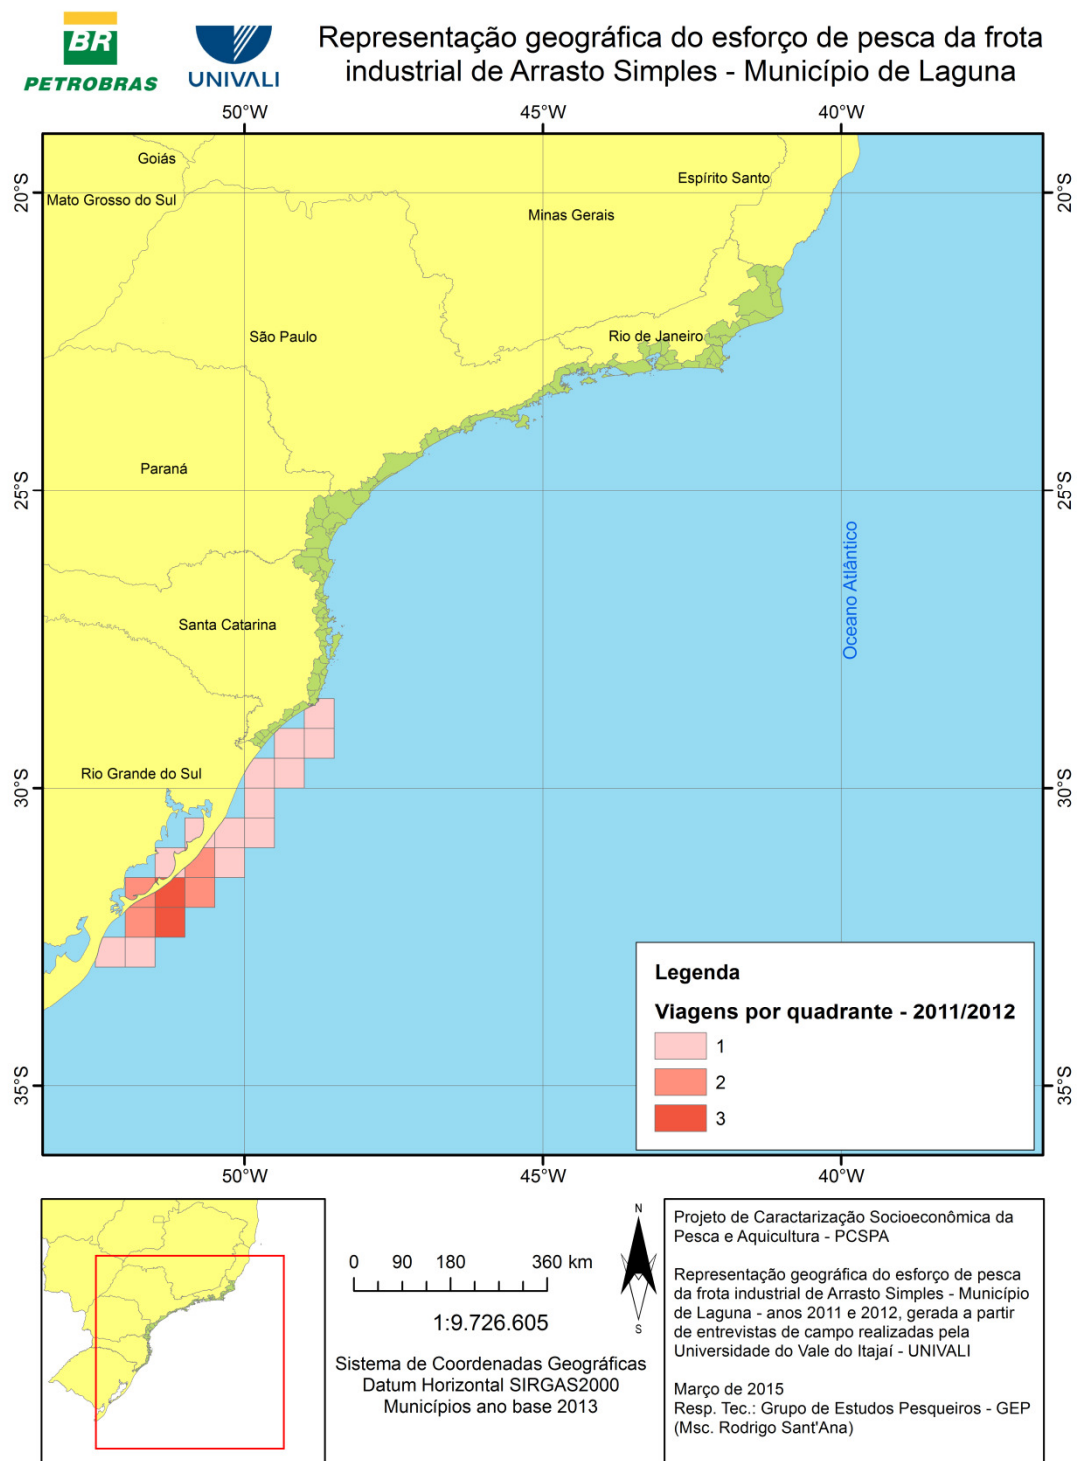 BR
PETROBRAS
UNIVALI
Representação geográfica do esforço de pesca da frota
industrial de Arrasto Simples - Município de Laguna
50°W
45°W
40°W
20°S
20°S
25°S
25°S
30°S
30°S
35°S
35°S
Goiás
Mato Grosso do Sul
Espírito Santo
Minas Gerais
São Paulo
Rio de Janeiro
Paraná
Santa Catarina
Rio Grande do Sul
Oceano Atlântico
Legenda
Viagens por quadrante - 2011/2012
1
2
3
50°W
45°W
40°W
0 90 180 360 km
1:9.726.605
Sistema de Coordenadas Geográficas
Datum Horizontal SIRGAS2000
Municípios ano base 2013
N
S
Projeto de Caractarização Socioeconômica da
Pesca e Aquicultura - PCSPA
Representação geográfica do esforço de pesca
da frota industrial de Arrasto Simples - Município
de Laguna - anos 2011 e 2012, gerada a partir
de entrevistas de campo realizadas pela
Universidade do Vale do Itajaí - UNIVALI
Março de 2015
Resp. Tec.: Grupo de Estudos Pesqueiros - GEP
(Msc. Rodrigo Sant'Ana)